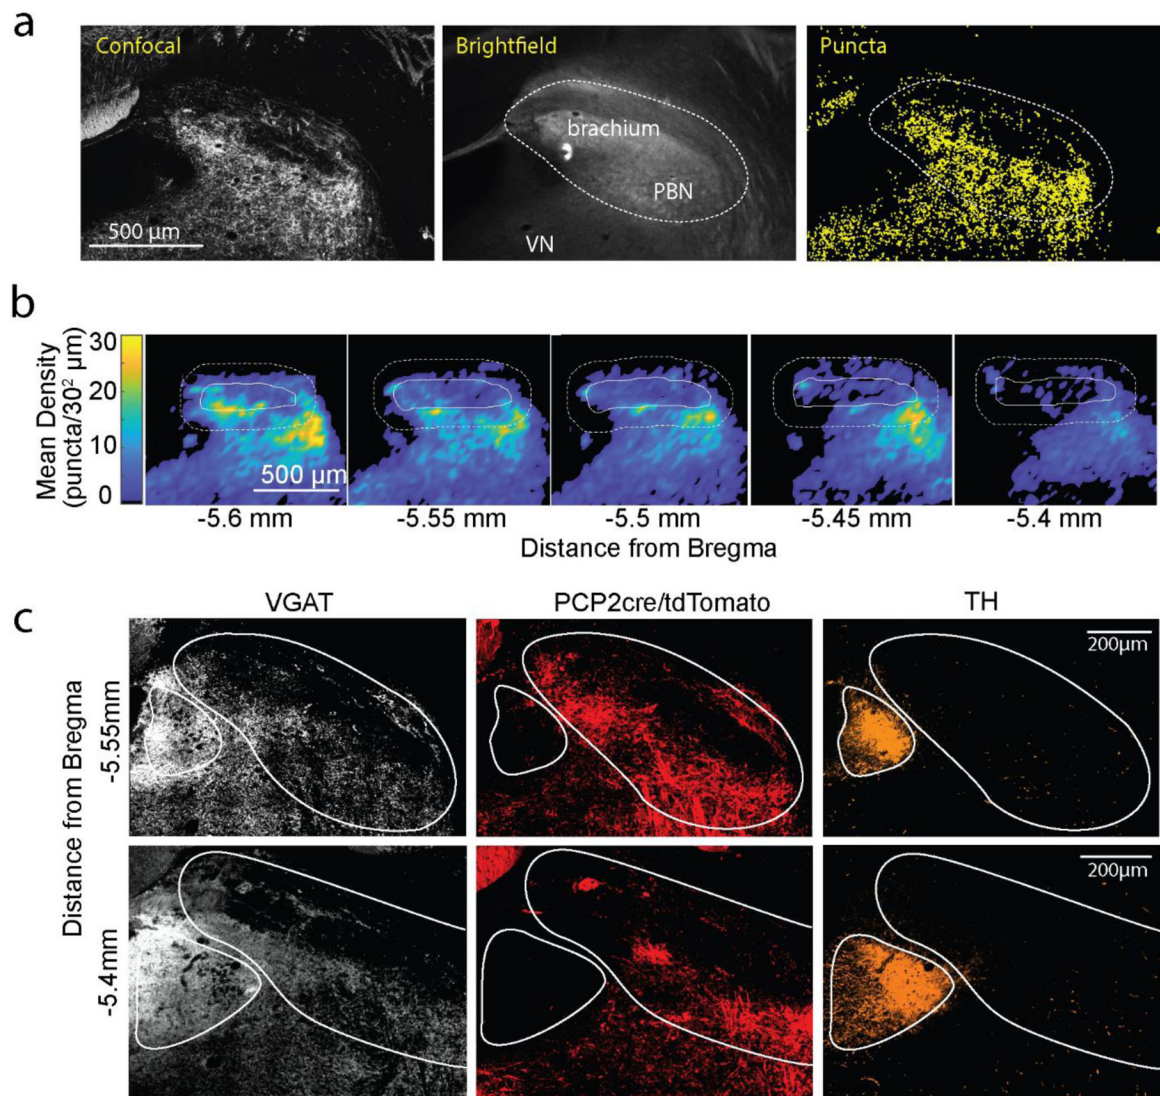 a
Confocal
Brightfield
Puncta
brachium
PBN
VN
500 µm
b
Mean Density
(puncta/30² µm)
30
20
10
0
500 µm
-5.6 mm
-5.55 mm
-5.5 mm
-5.45 mm
-5.4 mm
Distance from Bregma
VGAT
PCP2cre/tdTomato
TH
c
200µm
Distance from Bregma
-5.55mm
-5.4mm
200µm